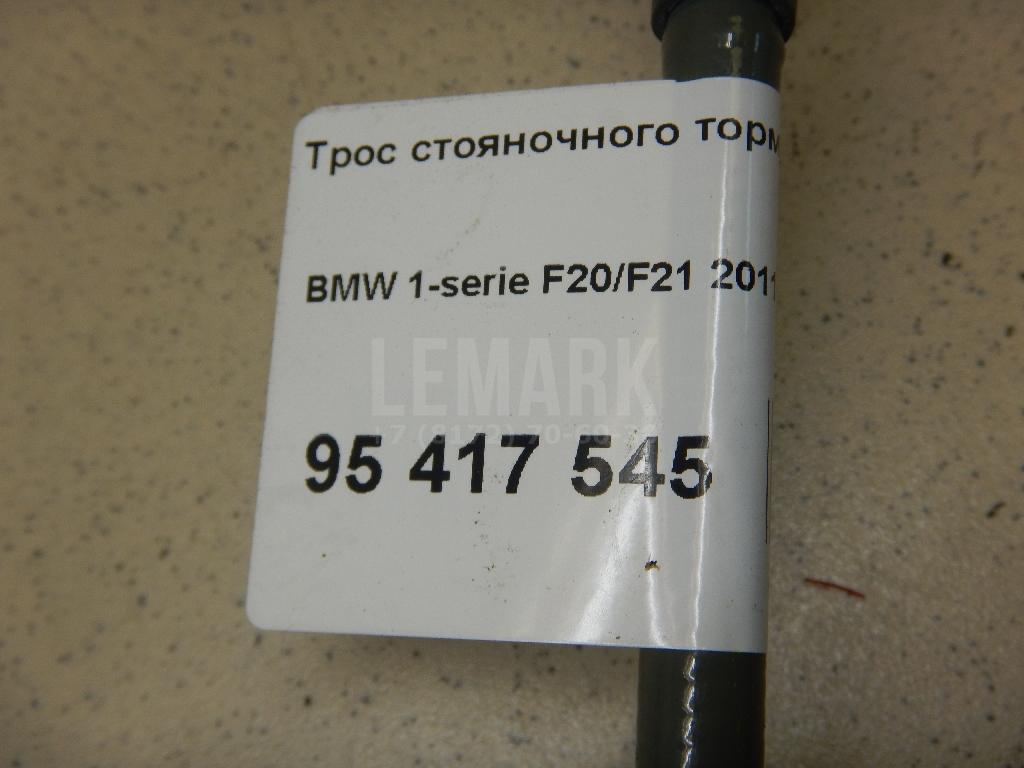 Трос стояночного торм
BMW 1-serie F20/F21 2011
LEMARK
95 417 545